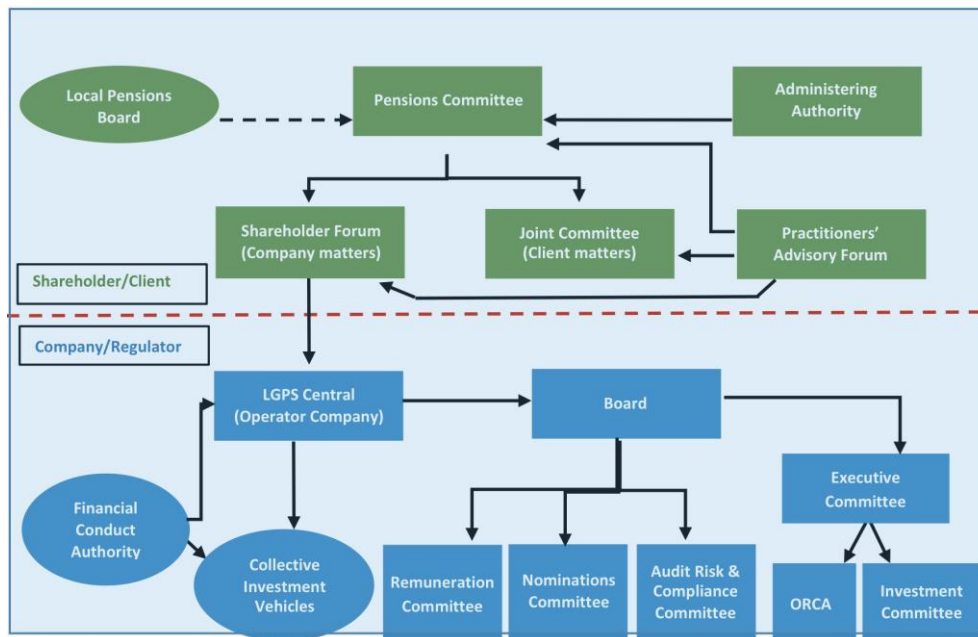 Local Pensions
Board
Pensions Committee
Administering
Authority
Shareholder Forum
(Company matters)
Joint Committee
(Client matters)
Practitioners’
Advisory Forum
Shareholder/Client
Company/Regulator
LGPS Central
(Operator Company)
Board
Financial
Conduct
Authority
Executive
Committee
Collective
Investment
Vehicles
Remuneration
Committee
Nominations
Committee
Audit Risk &
Compliance
Committee
ORCA
Investment
Committee